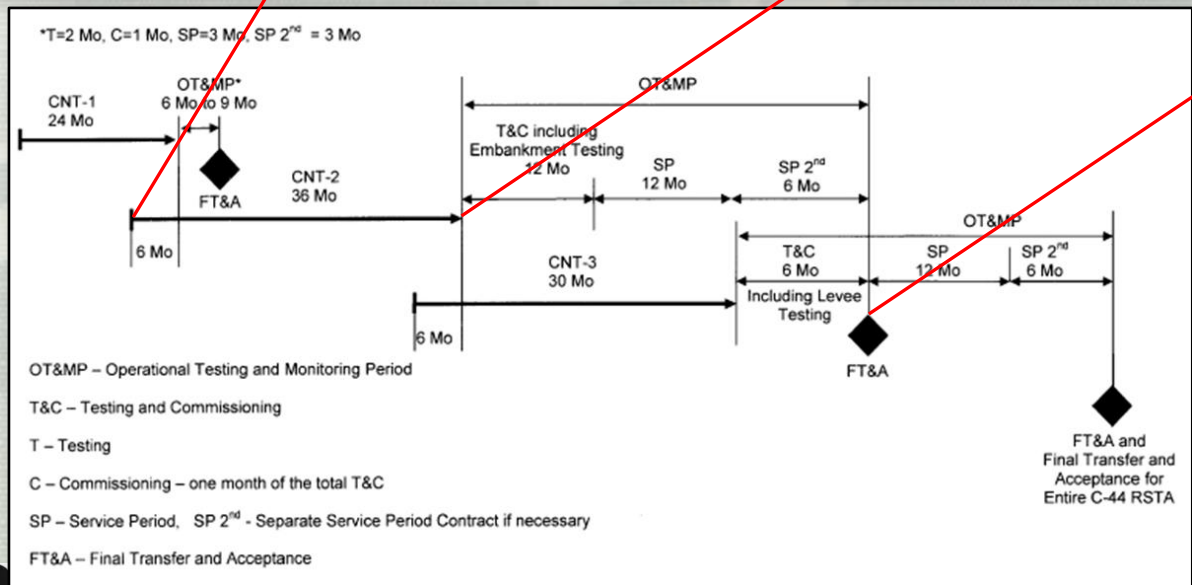 *T=2 Mo, C=1 Mo, SP=3 Mo, SP 2nd = 3 Mo
CNT-1
24 Mo
OT&MP*
6 Mo to 9 Mo
FT&A
CNT-2
36 Mo
6 Mo
OT&MP
T&C including
Embankment Testing
12 Mo
SP
12 Mo
SP 2nd
6 Mo
OT&MP
CNT-3
30 Mo
6 Mo
T&C
6 Mo
Including Levee
Testing
SP
12 Mo
SP 2nd
6 Mo
FT&A
FT&A and
Final Transfer and
Acceptance for
Entire C-44 RSTA
OT&MP – Operational Testing and Monitoring Period
T&C – Testing and Commissioning
T – Testing
C – Commissioning – one month of the total T&C
SP – Service Period, SP 2nd - Separate Service Period Contract if necessary
FT&A – Final Transfer and Acceptance